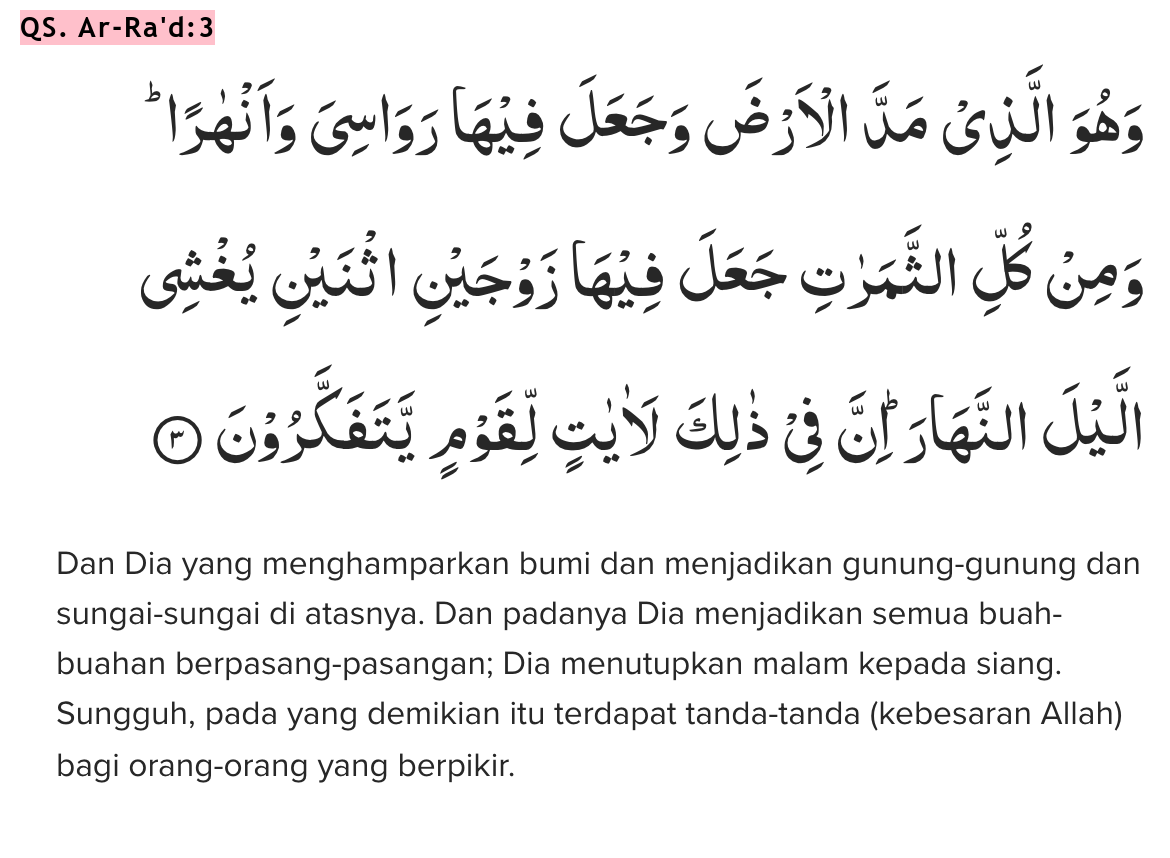 QS. Ar-Ra'd:3
وَهُوَ الَّذِيْ مَدَّ الْاَرْضَ وَجَعَلَ فِيْهَا رَوَاسِيَ وَاَنْهٰرًا ۗ
وَمِنْ كُلِّ الثَّمَرٰتِ جَعَلَ فِيْهَا زَوْجَيْنِ اثْنَيْنِ يُغْشِى
الَّيْلَ النَّهَارَۗ اِنَّ فِيْ ذٰلِكَ لَاٰيٰتٍ لِّقَوْمٍ يَّتَفَكَّرُوْنَ ٣
Dan Dia yang menghamparkan bumi dan menjadikan gunung-gunung dan
sungai-sungai di atasnya. Dan padanya Dia menjadikan semua buah-
buahan berpasang-pasangan; Dia menutupkan malam kepada siang.
Sungguh, pada yang demikian itu terdapat tanda-tanda (kebesaran Allah)
bagi orang-orang yang berpikir.